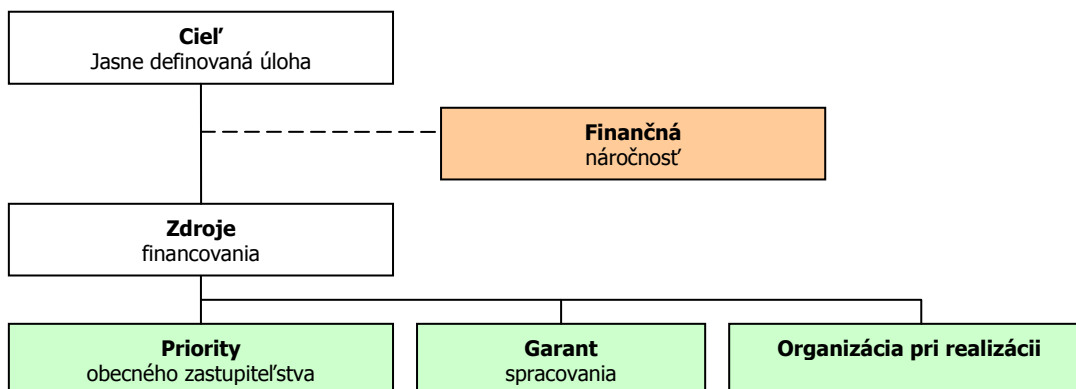 Cieľ
Jasne definovaná úloha
Finančná
náročnosť
Zdroje
financovania
Priority
obecného zastupiteľstva
Garant
spracovania
Organizácia pri realizácii